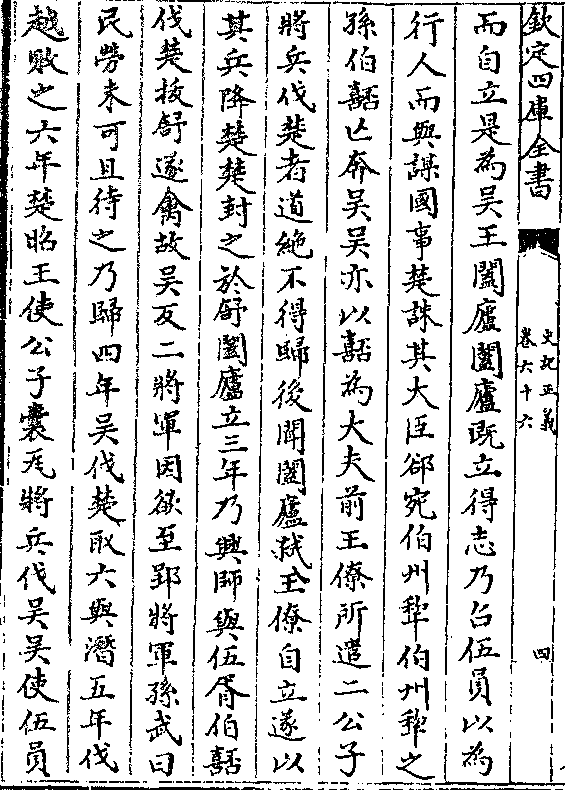 欽定四庫全書
史記正義
卷六十六
四
而自立是為吳王闔廬闔廬既立得志乃召伍員以為
行人而與謀國事楚誅其大臣郤宛伯州犂伯州犂之
孫伯嚭亡奔吳吳亦以嚭為大夫前王僚所遣二公子
將兵伐楚者道絶不得歸後聞闔廬弑王僚自立遂以
其兵降楚楚封之於舒闔廬立三年乃興師與伍胥伯嚭
伐楚拔舒遂禽故吳反二將軍因欲至郢將軍孫武曰
民勞未可且待之乃歸四年吳伐楚取六與潛五年伐
越敗之六年楚昭王使公子囊瓦將兵伐吳吳使伍員